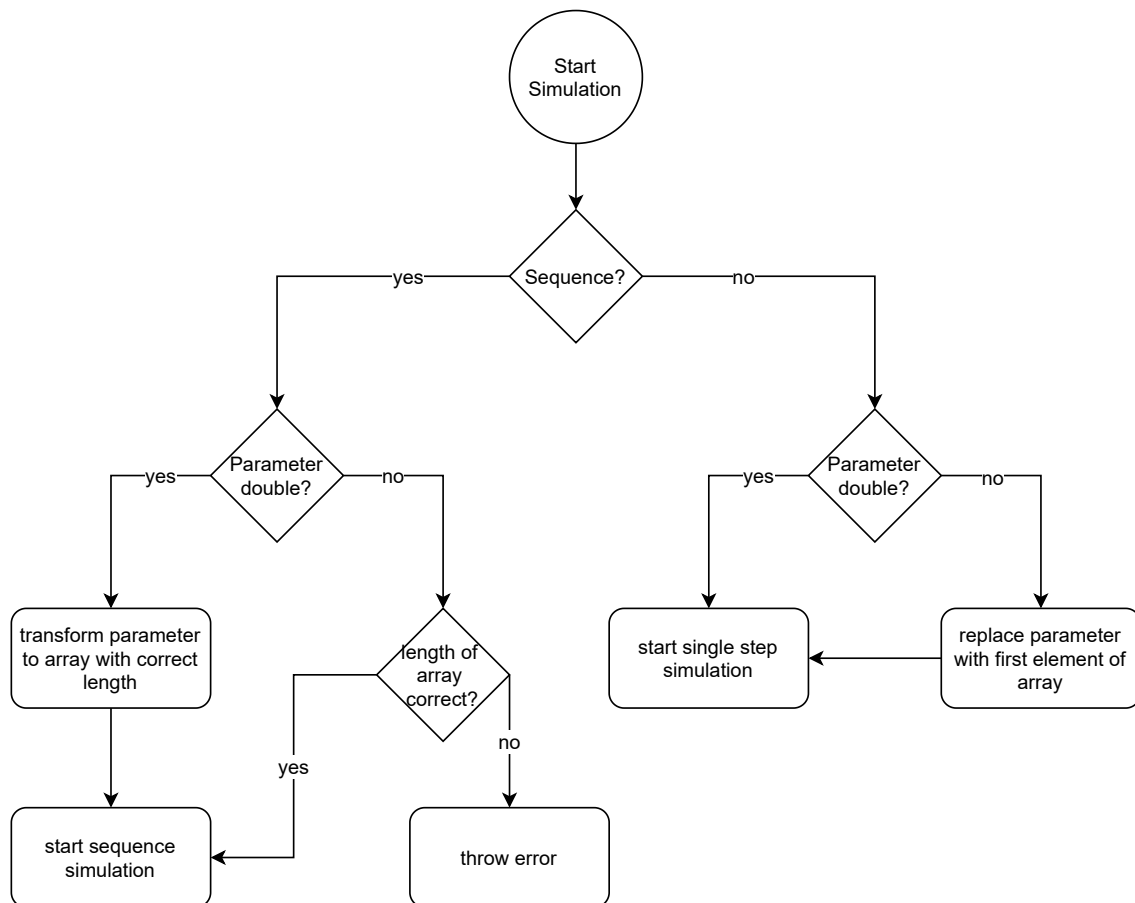 Start
Simulation
Sequence?
yes
no
Parameter
double?
yes
no
Parameter
double?
yes
no
transform parameter
to array with correct
length
length of
array
correct?
start single step
simulation
replace parameter
with first element of
array
yes
no
start sequence
simulation
throw error